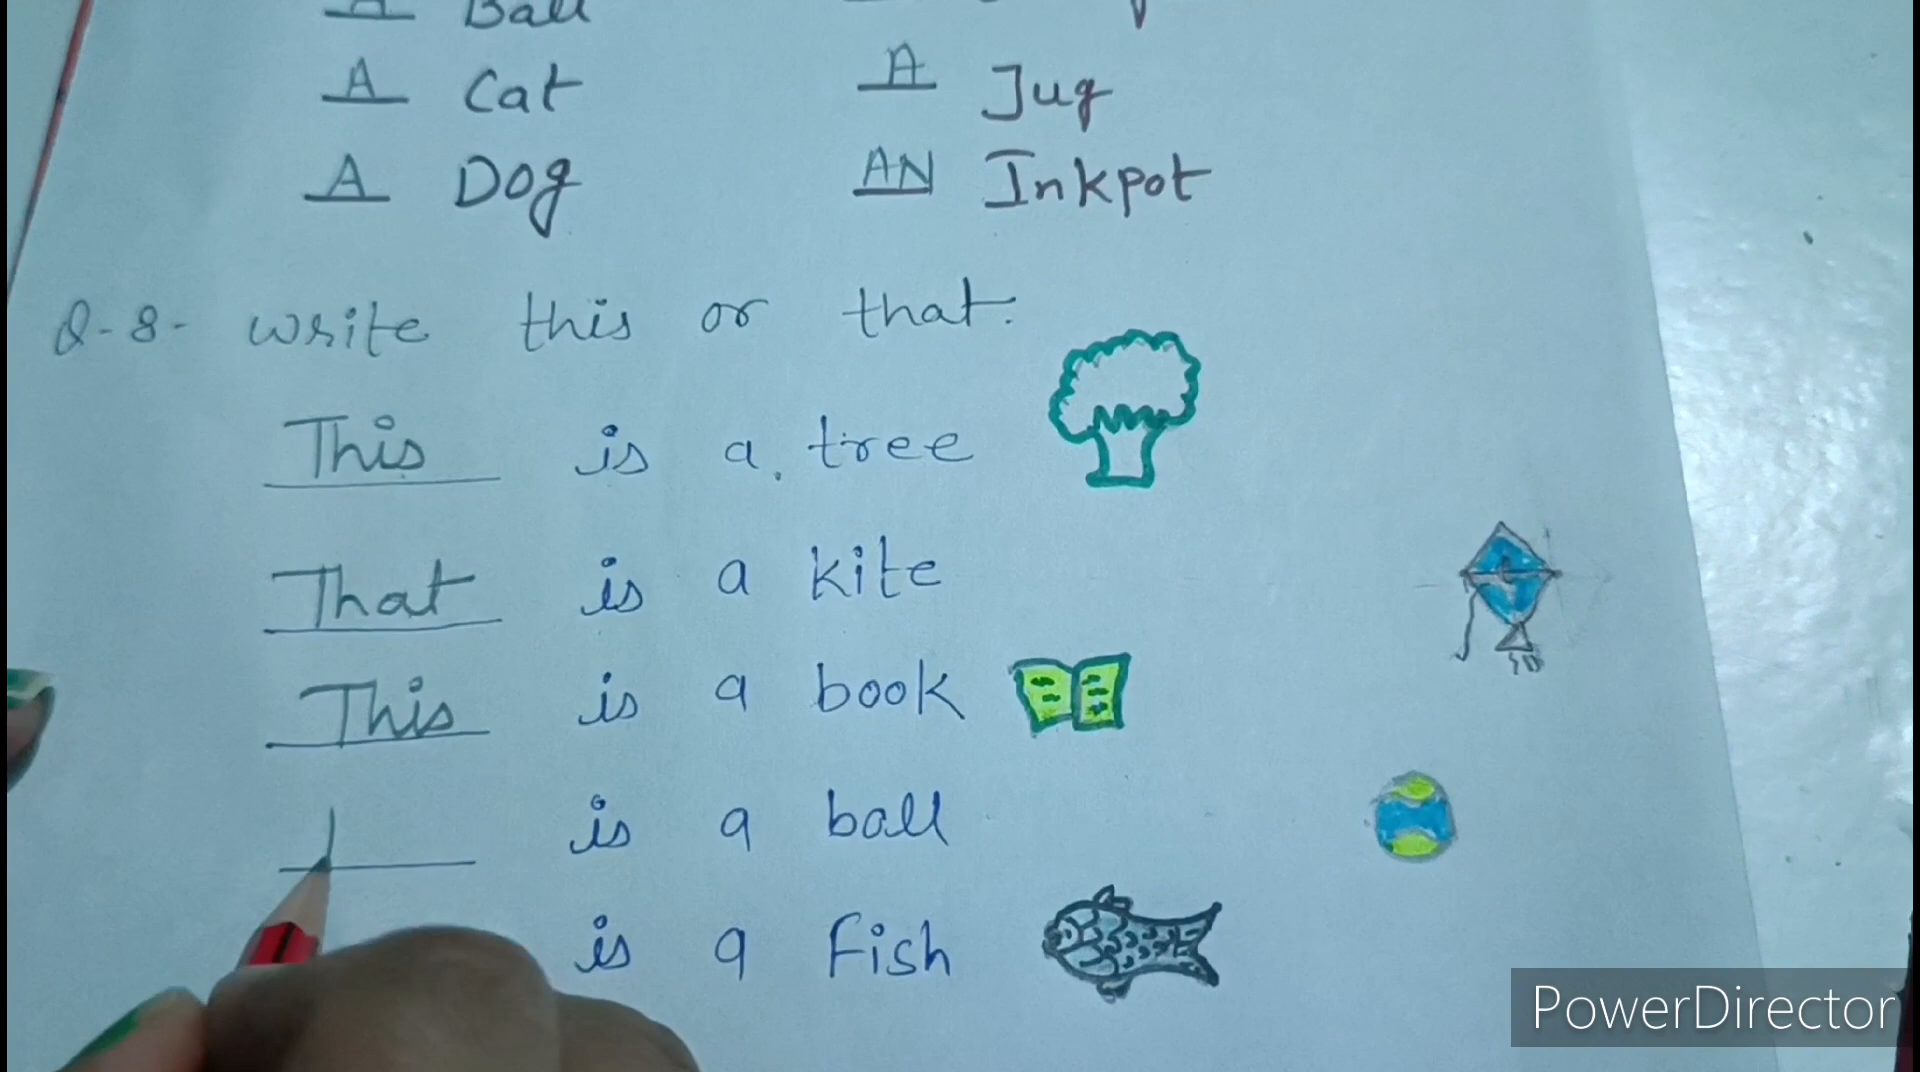 A Ball
A Cat A Jug
A Dog AN Inkpot
Q-8- write this or that.
This is a tree
That is a kite
This is a book
is a ball
is a Fish
PowerDirector